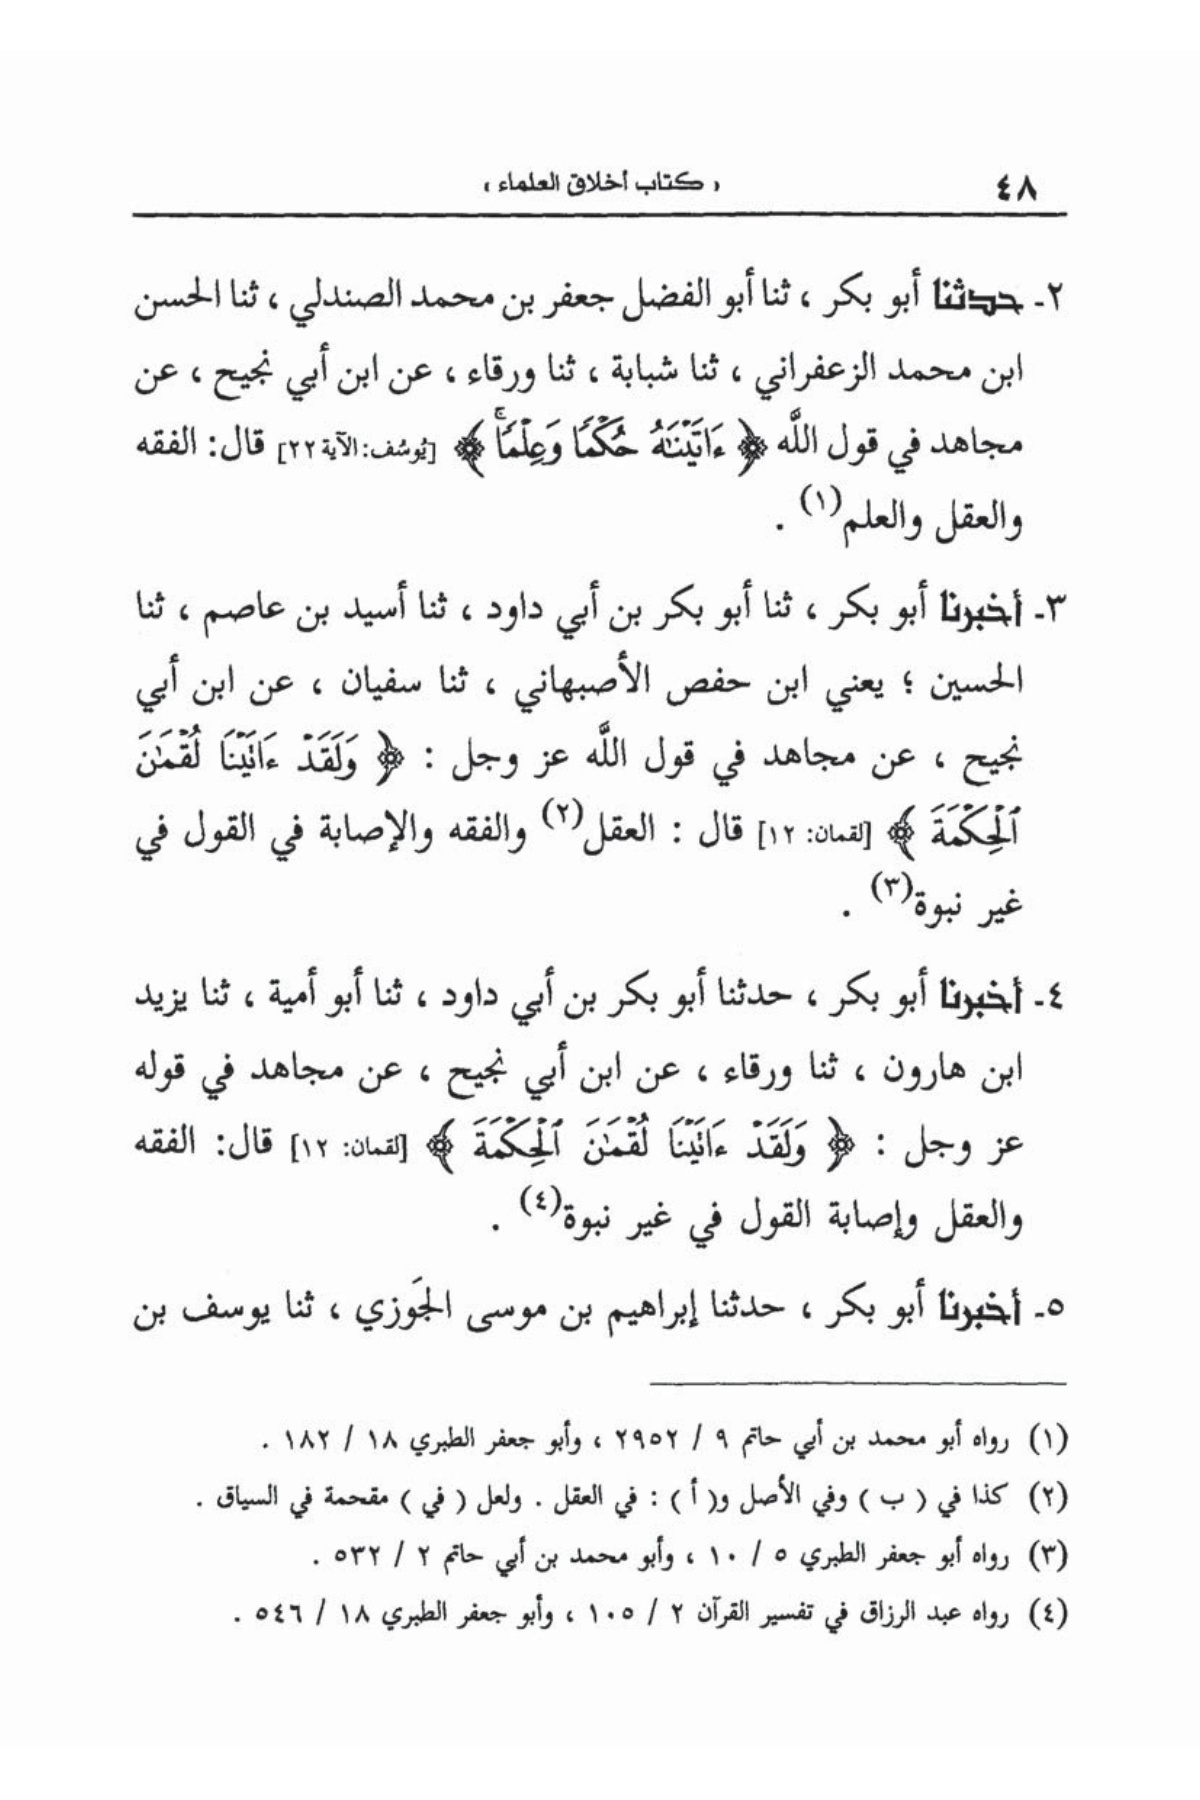 ٤٨
« كتاب أخلاق العلماء »
٢- حدثنا أبو بكر ، ثنا أبو الفضل جعفر بن محمد الصندلي ، ثنا الحسن
ابن محمد الزعفراني ، ثنا شبابة ، ثنا ورقاء ، عن ابن أبي نجيح ، عن
مجاهد في قول اللَّه ﴿ ءَاتَيْنَٰهُ حُكْمًا وَعِلْمًاۚ ﴾ [يُوسُف: الآية ٢٢] قال: الفقه
والعقل والعلم(١) .
٣- أخبرنا أبو بكر ، ثنا أبو بكر بن أبي داود ، ثنا أسيد بن عاصم ، ثنا
الحسين ؛ يعني ابن حفص الأصبهاني ، ثنا سفيان ، عن ابن أبي
نجيح ، عن مجاهد في قول اللَّه عز وجل : ﴿ وَلَقَدْ ءَاتَيْنَا لُقْمَٰنَ
ٱلْحِكْمَةَ ﴾ [لقمان: ١٢] قال : العقل(٢) والفقه والإصابة في القول في
غير نبوة(٣) .
٤- أخبرنا أبو بكر ، حدثنا أبو بكر بن أبي داود ، ثنا أبو أمية ، ثنا يزيد
ابن هارون ، ثنا ورقاء ، عن ابن أبي نجيح ، عن مجاهد في قوله
عز وجل : ﴿ وَلَقَدْ ءَاتَيْنَا لُقْمَٰنَ ٱلْحِكْمَةَ ﴾ [لقمان: ١٢] قال: الفقه
والعقل وإصابة القول في غير نبوة(٤) .
٥- أخبرنا أبو بكر ، حدثنا إبراهيم بن موسى الجَوزي ، ثنا يوسف بن
(١) رواه أبو محمد بن أبي حاتم ٩ / ٢٩٥٢ ، وأبو جعفر الطبري ١٨ / ١٨٢ .
(٢) كذا في ( ب ) وفي الأصل و( أ ) : في العقل . ولعل ( في ) مقحمة في السياق .
(٣) رواه أبو جعفر الطبري ٥ / ١٠ ، وأبو محمد بن أبي حاتم ٢ / ٥٣٢ .
(٤) رواه عبد الرزاق في تفسير القرآن ٢ / ١٠٥ ، وأبو جعفر الطبري ١٨ / ٥٤٦ .